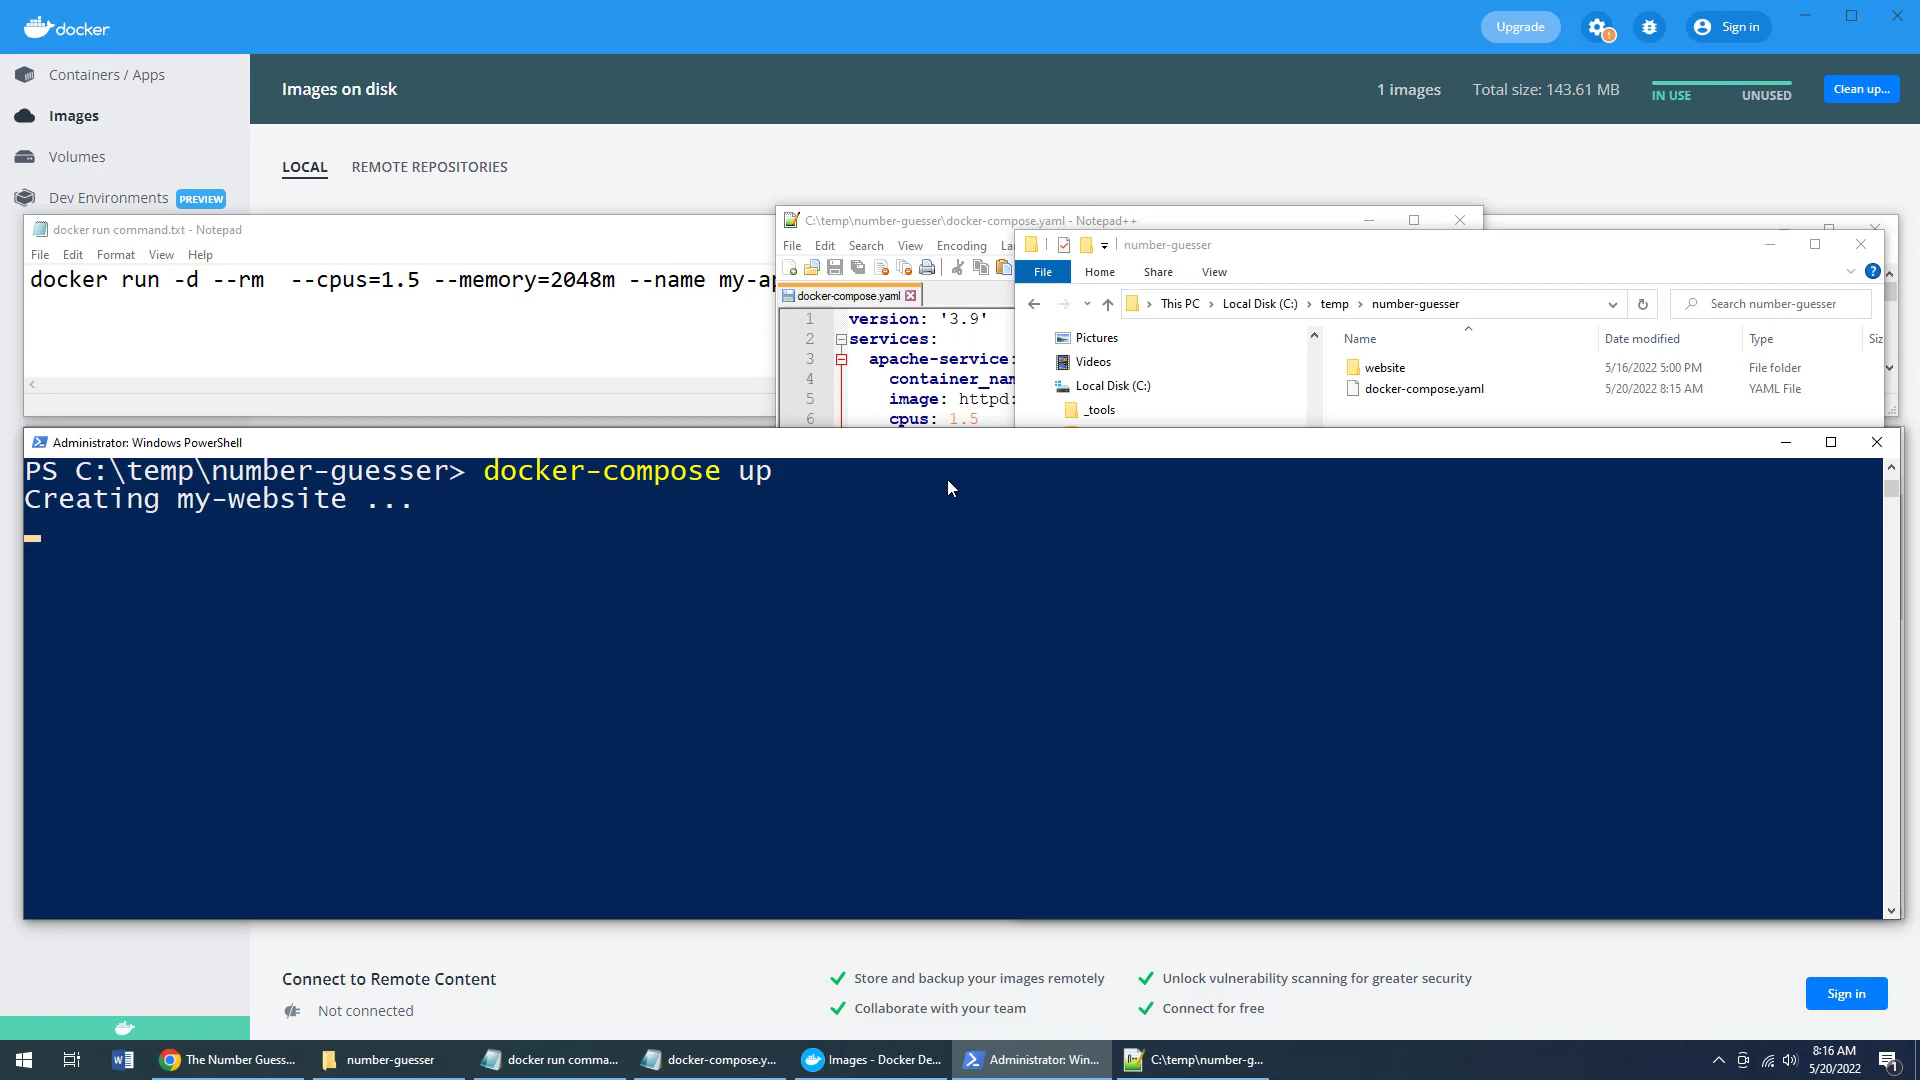 docker
Upgrade
Sign in
Containers / Apps
Images
Volumes
Dev Environments PREVIEW
Images on disk
1 images
Total size: 143.61 MB
IN USE
UNUSED
Clean up...
LOCAL
REMOTE REPOSITORIES
docker run command.txt - Notepad
File Edit Format View Help
docker run -d --rm  --cpus=1.5 --memory=2048m --name my-ap
C:\temp\number-guesser\docker-compose.yaml - Notepad++
File Edit Search View Encoding La
docker-compose.yaml
1 version: '3.9'
2 services:
3 apache-service:
4 container_nam
5 image: httpd:
6 cpus: 1.5
number-guesser
File Home Share View
This PC > Local Disk (C:) > temp > number-guesser
Search number-guesser
Pictures
Videos
Local Disk (C:)
_tools
Name Date modified Type Siz
website 5/16/2022 5:00 PM File folder
docker-compose.yaml 5/20/2022 8:15 AM YAML File
Administrator: Windows PowerShell
PS C:\temp\number-guesser> docker-compose up
Creating my-website ...
Connect to Remote Content
Not connected
Store and backup your images remotely
Collaborate with your team
Unlock vulnerability scanning for greater security
Connect for free
Sign in
The Number Guess...
number-guesser
docker run comma...
docker-compose.y...
Images - Docker De...
Administrator: Win...
C:\temp\number-g...
8:16 AM
5/20/2022
1